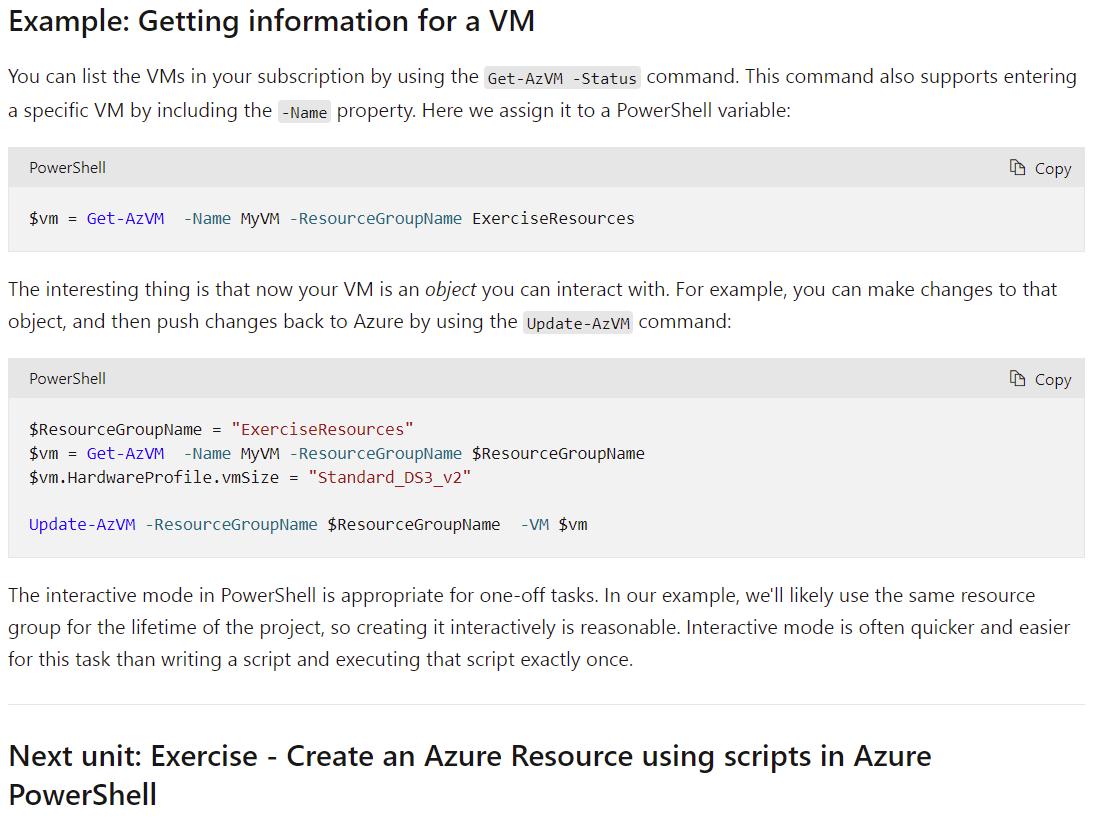 Example: Getting information for a VM
You can list the VMs in your subscription by using the Get-AzVM -Status command. This command also supports entering
a specific VM by including the -Name property. Here we assign it to a PowerShell variable:
PowerShell
Copy
$vm = Get-AzVM  -Name MyVM -ResourceGroupName ExerciseResources
The interesting thing is that now your VM is an object you can interact with. For example, you can make changes to that
object, and then push changes back to Azure by using the Update-AzVM command:
PowerShell
Copy
$ResourceGroupName = "ExerciseResources"
$vm = Get-AzVM  -Name MyVM -ResourceGroupName $ResourceGroupName
$vm.HardwareProfile.vmSize = "Standard_DS3_v2"
Update-AzVM -ResourceGroupName $ResourceGroupName  -VM $vm
The interactive mode in PowerShell is appropriate for one-off tasks. In our example, we'll likely use the same resource
group for the lifetime of the project, so creating it interactively is reasonable. Interactive mode is often quicker and easier
for this task than writing a script and executing that script exactly once.
Next unit: Exercise - Create an Azure Resource using scripts in Azure
PowerShell